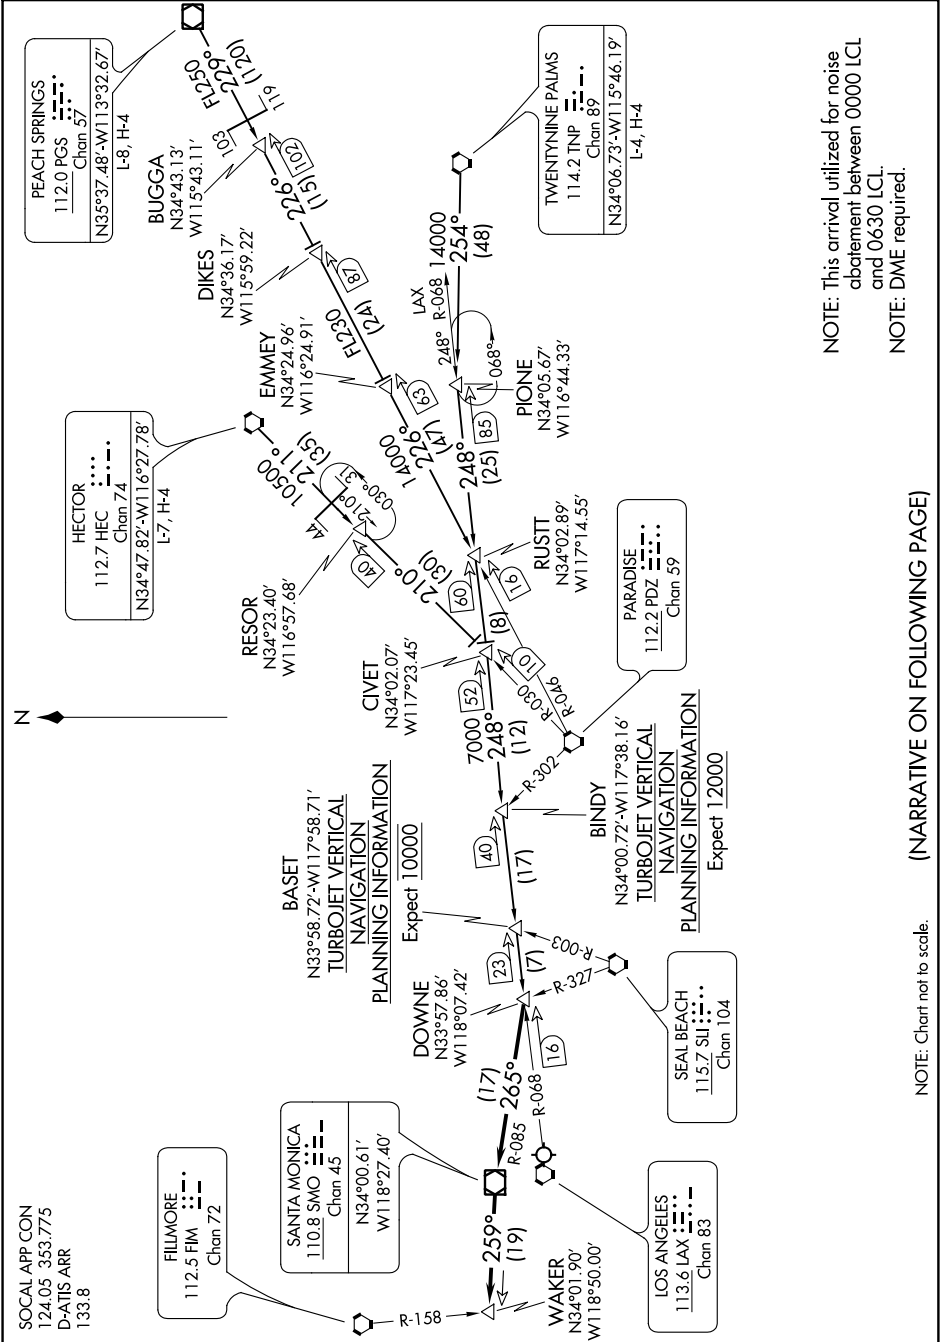 SOCAL APP CON
124.05 353.775
D-ATIS ARR
133.8
FILLMORE
112.5 FIM
Chan 72
SANTA MONICA
110.8 SMO
Chan 45
N34°00.61'
W118°27.40'
R-158
259°
(19)
WAKER
N34°01.90'
W118°50.00'
LOS ANGELES
113.6 LAX
Chan 83
R-085
R-068
16
(17)
265°
DOWNE
N33°57.86'
W118°07.42'
SEAL BEACH
115.7 SLI
Chan 104
R-327
R-003
(7)
23
BASET
N33°58.72'-W117°58.71'
TURBOJET VERTICAL
NAVIGATION
PLANNING INFORMATION
Expect 10000
(17)
40
BINDY
N34°00.72'-W117°38.16'
TURBOJET VERTICAL
NAVIGATION
PLANNING INFORMATION
Expect 12000
R-302
7000
248°
(12)
52
CIVET
N34°02.07'
W117°23.45'
R-030
R-046
10
16
PARADISE
112.2 PDZ
Chan 59
(8)
60
RUSTT
N34°02.89'
W117°14.55'
N
HECTOR
112.7 HEC
Chan 74
N34°47.82'-W116°27.78'
L-7, H-4
10500
211°
(35)
44
31
210°
030°
40
RESOR
N34°23.40'
W116°57.68'
210°
(30)
PEACH SPRINGS
112.0 PGS
Chan 57
N35°37.48'-W113°32.67'
L-8, H-4
FL250
229°
(120)
103
119
BUGGA
N34°43.13'
W115°43.11'
102
226°
(15)
DIKES
N34°36.17'
W115°59.22'
87
FL230
(24)
EMMEY
N34°24.96'
W116°24.91'
63
14000
226°
(47)
248°
(25)
85
PIONE
N34°05.67'
W116°44.33'
068°
248°
LAX
R-068
14000
254°
(48)
TWENTYNINE PALMS
114.2 TNP
Chan 89
N34°06.73'-W115°46.19'
L-4, H-4
NOTE: This arrival utilized for noise
abatement between 0000 LCL
and 0630 LCL.
NOTE: DME required.
NOTE: Chart not to scale.
(NARRATIVE ON FOLLOWING PAGE)